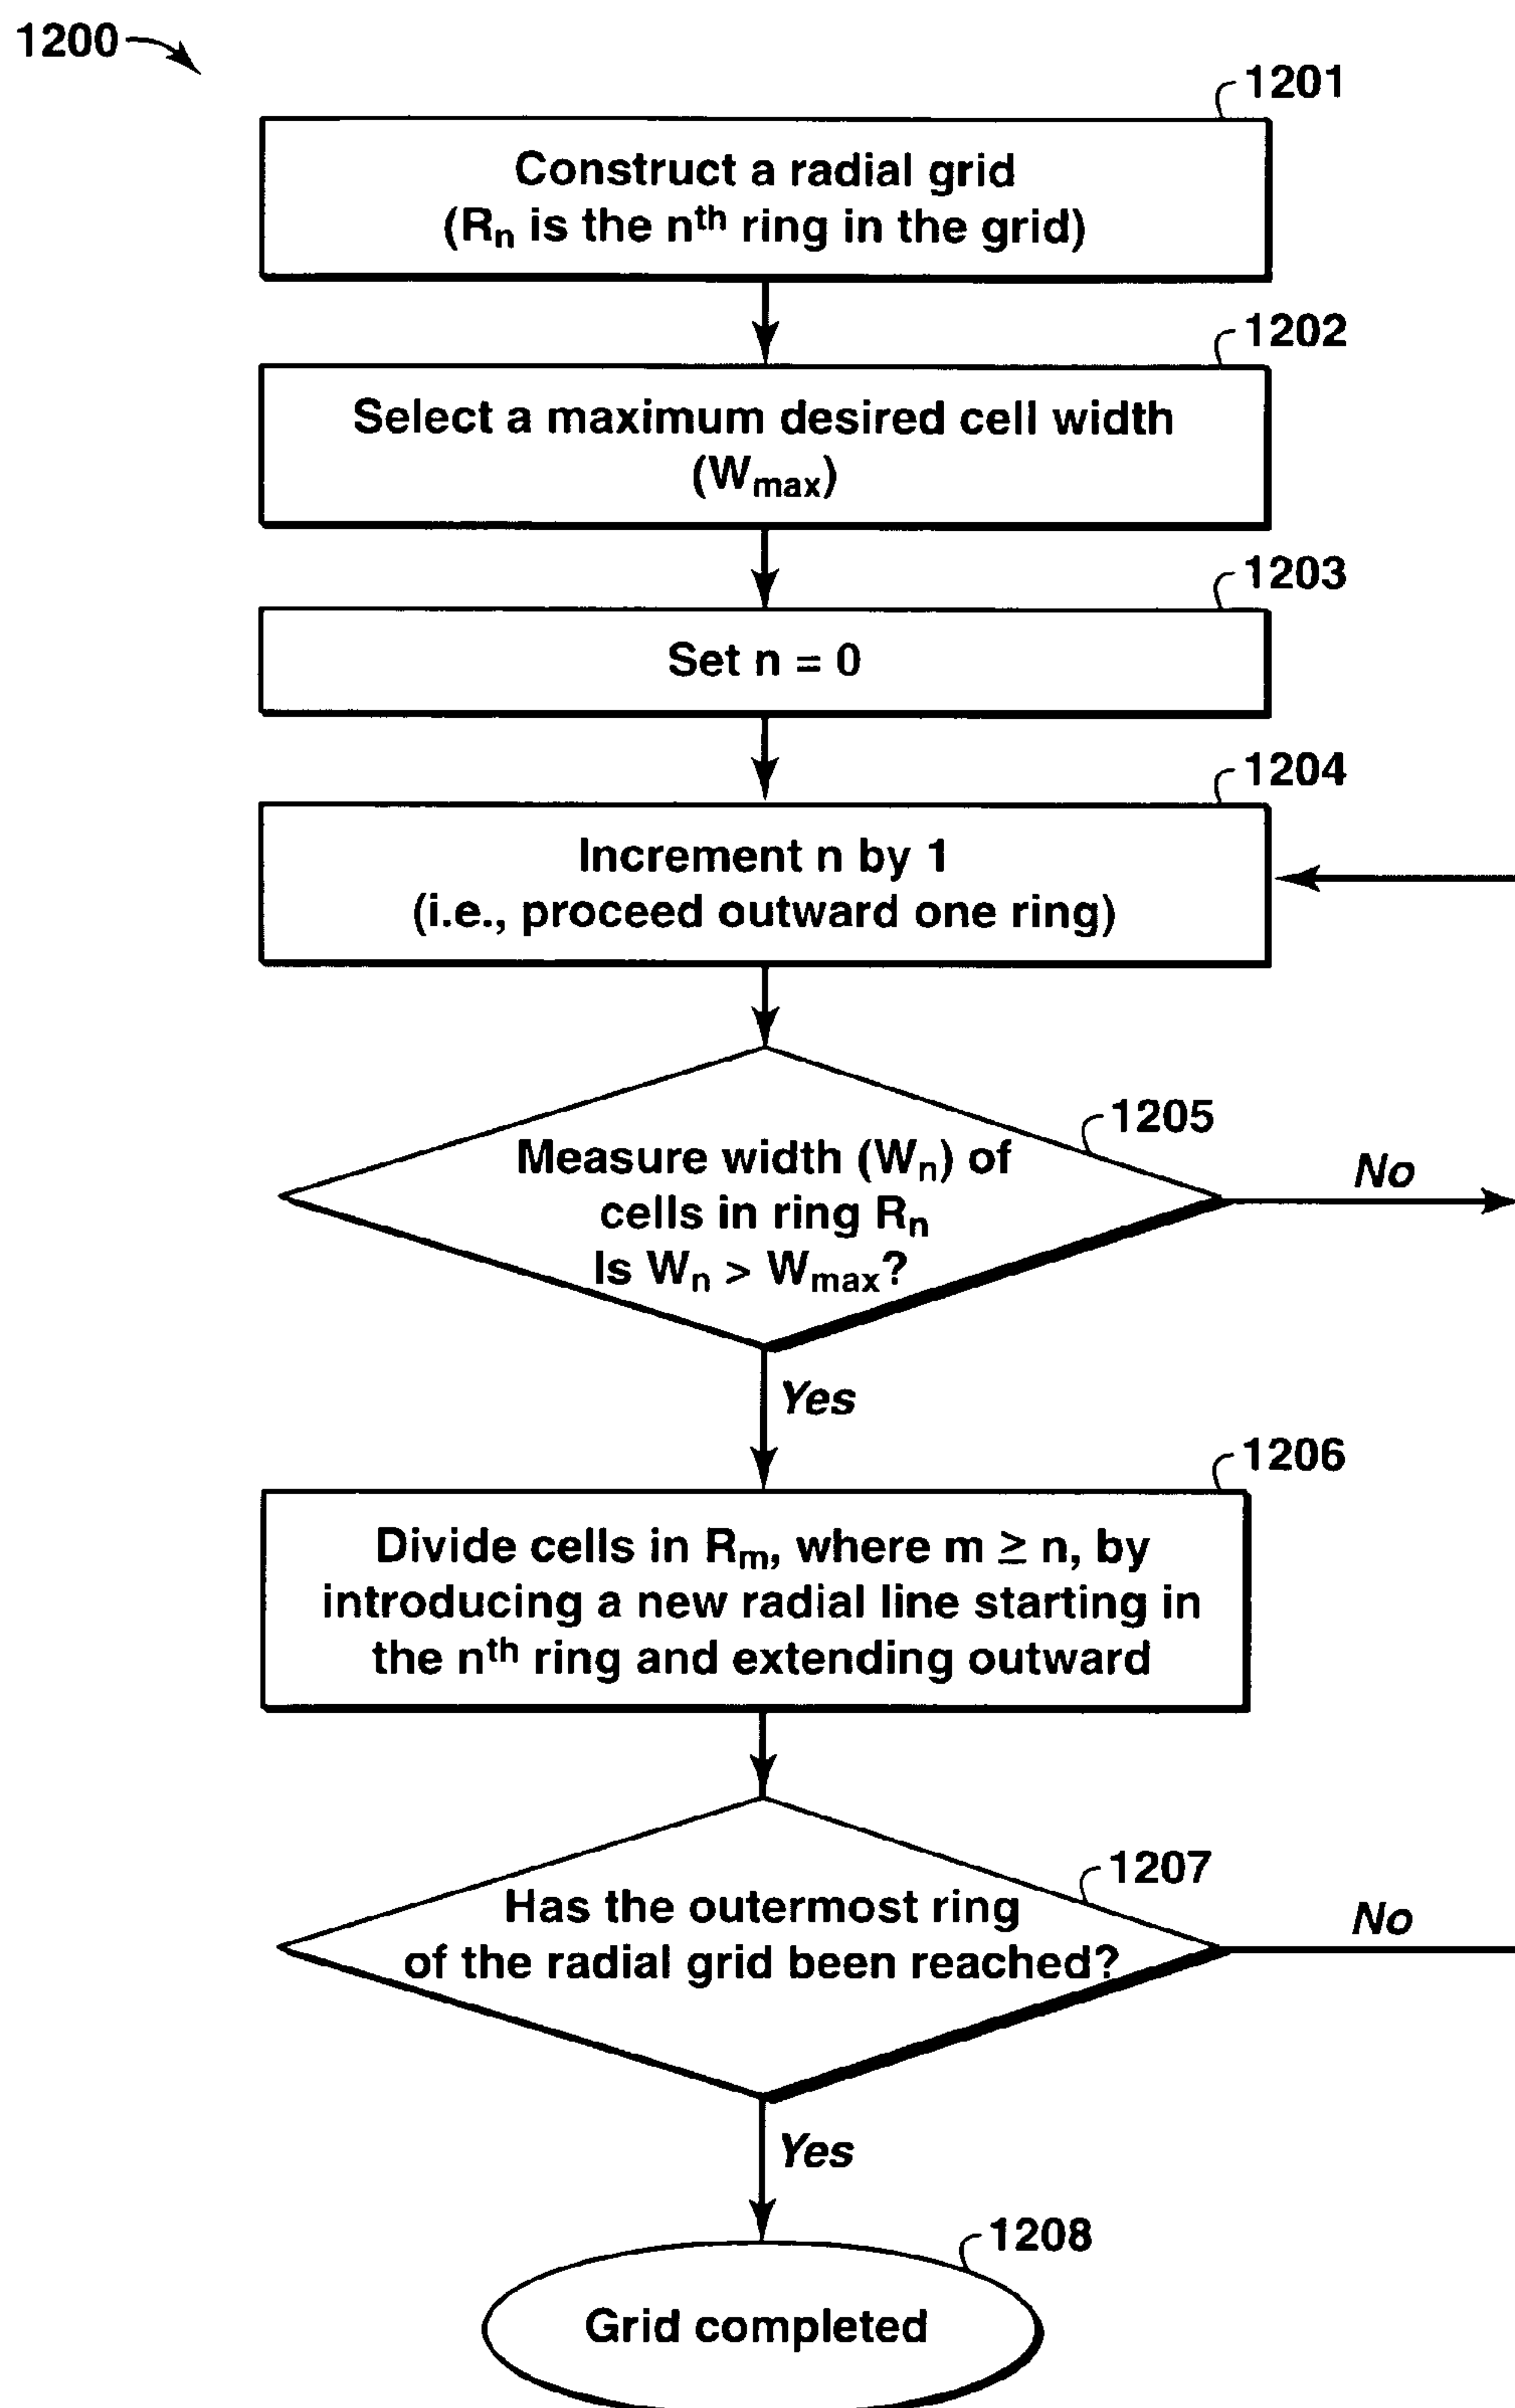 1200
1201
Construct a radial grid
(Rn is the nth ring in the grid)
1202
Select a maximum desired cell width
(Wmax)
1203
Set n = 0
1204
Increment n by 1
(i.e., proceed outward one ring)
1205
Measure width (Wn) of
cells in ring Rn
Is Wn > Wmax?
No
Yes
1206
Divide cells in Rm, where m ≥ n, by
introducing a new radial line starting in
the nth ring and extending outward
1207
Has the outermost ring
of the radial grid been reached?
No
Yes
1208
Grid completed